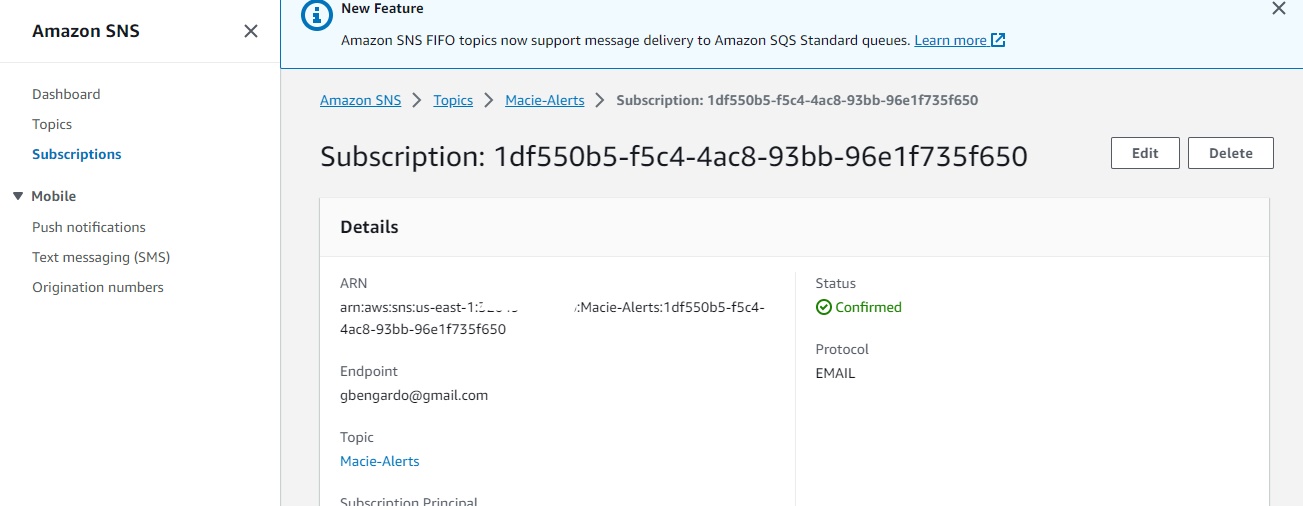 Amazon SNS
New Feature
Amazon SNS FIFO topics now support message delivery to Amazon SQS Standard queues. Learn more
Dashboard
Topics
Subscriptions
Mobile
Push notifications
Text messaging (SMS)
Origination numbers
Amazon SNS > Topics > Macie-Alerts > Subscription: 1df550b5-f5c4-4ac8-93bb-96e1f735f650
Subscription: 1df550b5-f5c4-4ac8-93bb-96e1f735f650
Edit
Delete
Details
ARN
arn:aws:sns:us-east-1: :Macie-Alerts:1df550b5-f5c4-
4ac8-93bb-96e1f735f650
Endpoint
gbengardo@gmail.com
Topic
Macie-Alerts
Subscription Principal
Status
Confirmed
Protocol
EMAIL